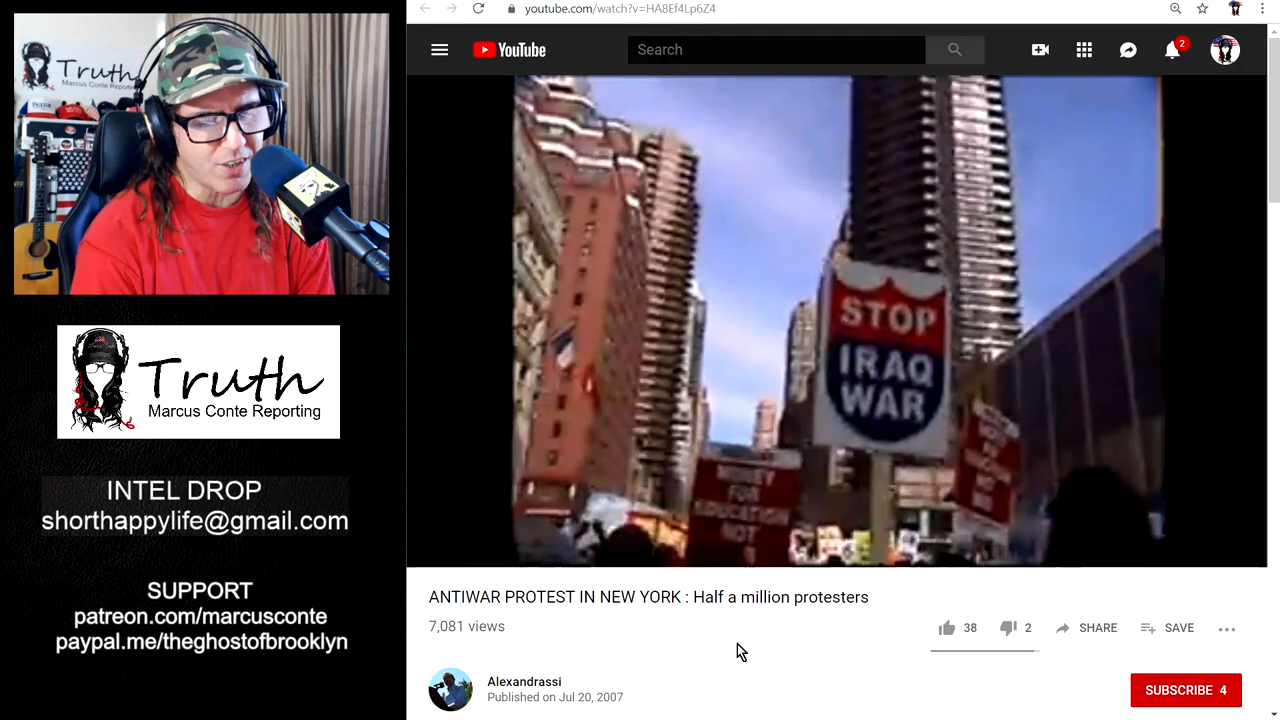 Truth
Marcus Conte Reporting
Truth
Marcus Conte Reporting
INTEL DROP
shorthappylife@gmail.com
SUPPORT
patreon.com/marcusconte
paypal.me/theghostofbrooklyn
youtube.com/watch?v=HA8Ef4Lp6Z4
YouTube
Search
2
STOP
IRAQ
WAR
MONEY
FOR
EDUCATION
NOT
ANTIWAR PROTEST IN NEW YORK : Half a million protesters
7,081 views
38
2
SHARE
SAVE
Alexandrassi
Published on Jul 20, 2007
SUBSCRIBE 4